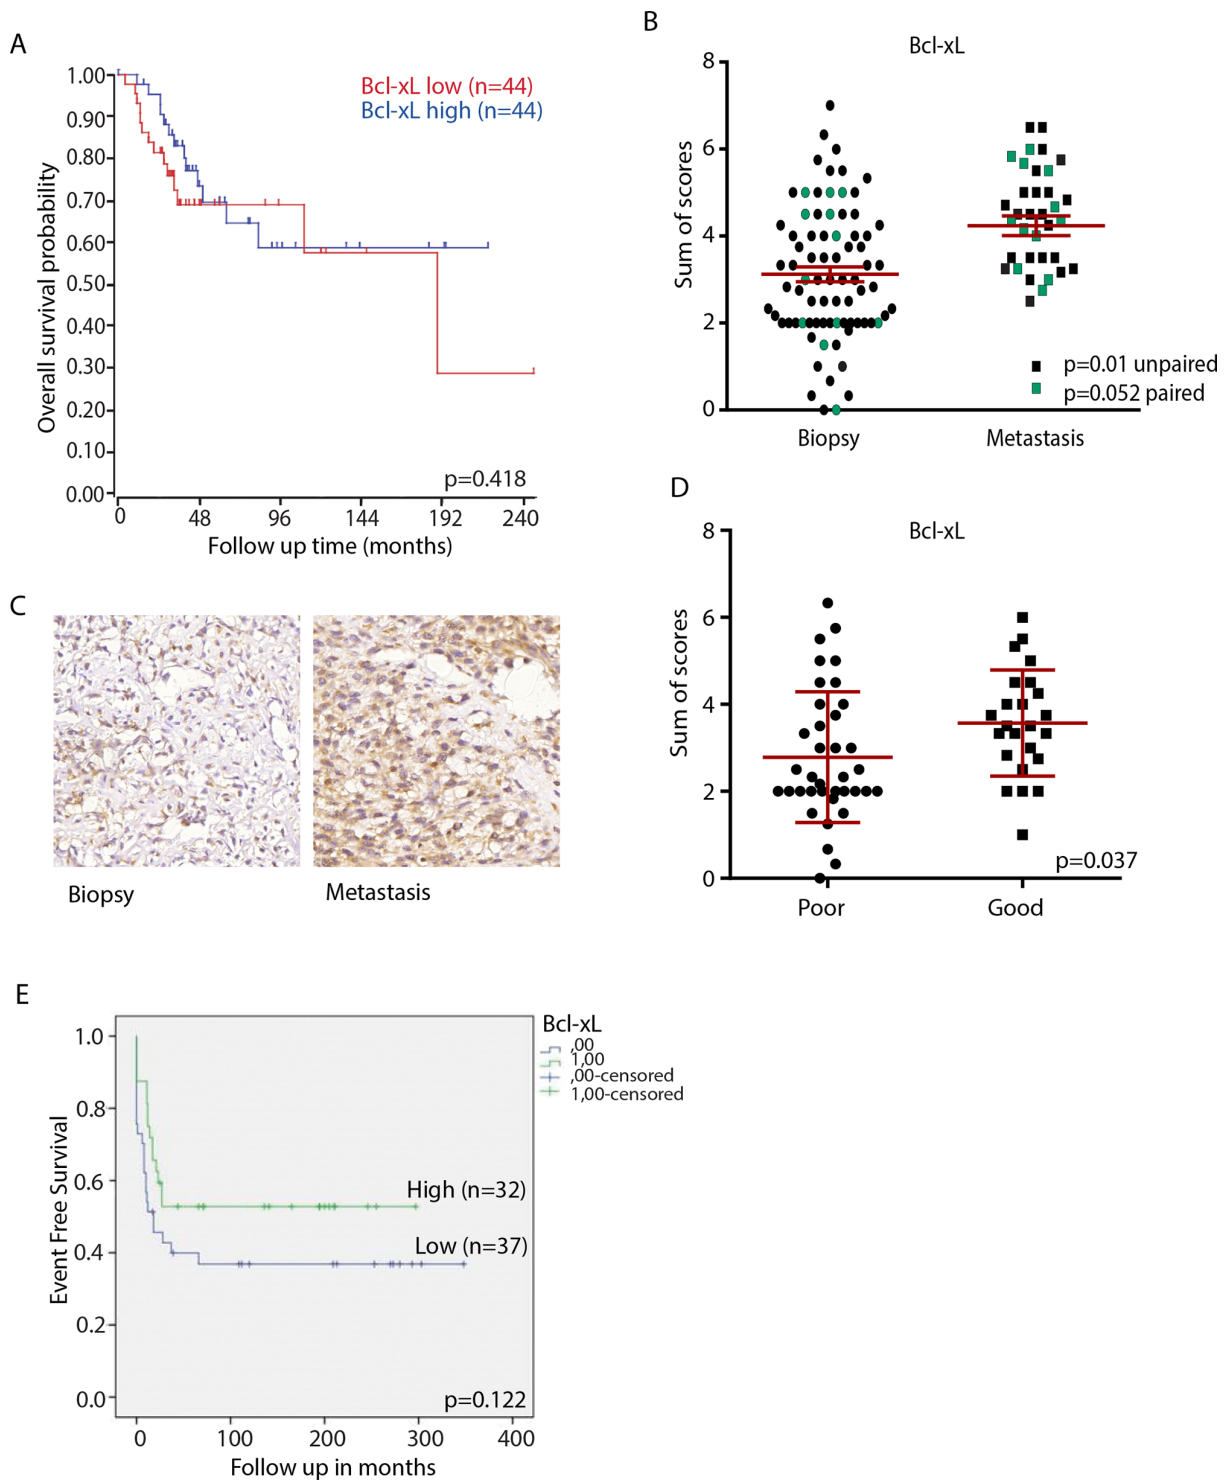 A
Bcl-xL low (n=44)
Bcl-xL high (n=44)
1.00
0.90
0.80
0.70
0.60
0.50
0.40
0.30
0.20
0.10
0.00
Overall survival probability
p=0.418
0 48 96 144 192 240
Follow up time (months)
B
Bcl-xL
8
6
4
2
0
Sum of scores
p=0.01 unpaired
p=0.052 paired
Biopsy Metastasis
C
Biopsy Metastasis
D
Bcl-xL
8
6
4
2
0
Sum of scores
p=0.037
Poor Good
E
Bcl-xL
,00
1,00
,00-censored
1,00-censored
1.0
0.8
0.6
0.4
0.2
0.0
Event Free Survival
High (n=32)
Low (n=37)
p=0.122
0 100 200 300 400
Follow up in months